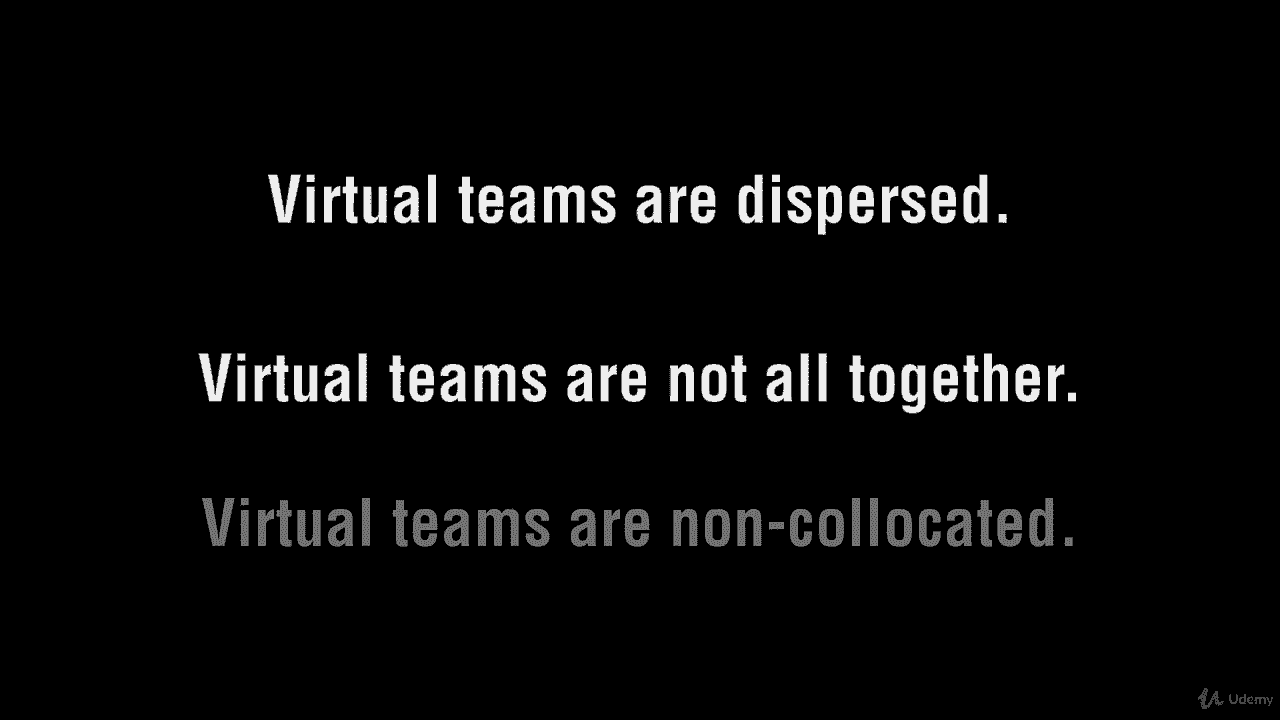 Virtual teams are dispersed.
Virtual teams are not all together.
Virtual teams are non-collocated.
Udemy